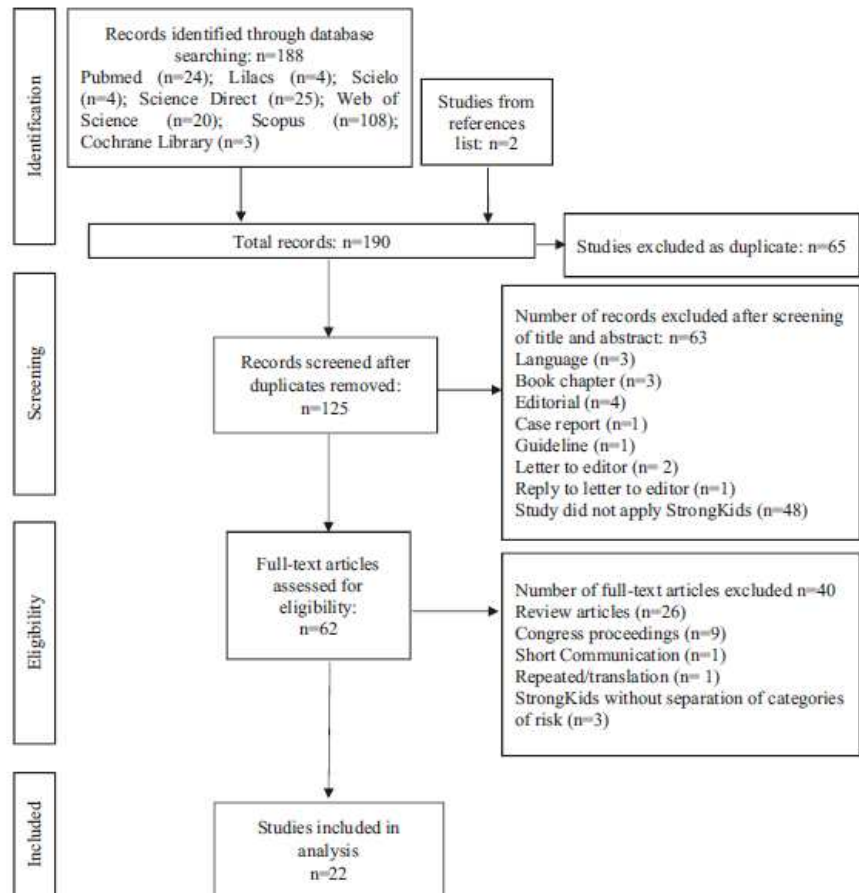 Identification
Records identified through database
searching: n=188
Pubmed (n=24); Lilacs (n=4); Scielo
(n=4); Science Direct (n=25); Web of
Science (n=20); Scopus (n=108);
Cochrane Library (n=3)
Studies from
references
list: n=2
Total records: n=190
Studies excluded as duplicate: n=65
Screening
Records screened after
duplicates removed:
n=125
Number of records excluded after screening
of title and abstract: n=63
Language (n=3)
Book chapter (n=3)
Editorial (n=4)
Case report (n=1)
Guideline (n=1)
Letter to editor (n= 2)
Reply to letter to editor (n=1)
Study did not apply StrongKids (n=48)
Eligibility
Full-text articles
assessed for
eligibility:
n=62
Number of full-text articles excluded n=40
Review articles (n=26)
Congress proceedings (n=9)
Short Communication (n=1)
Repeated/translation (n= 1)
StrongKids without separation of categories
of risk (n=3)
Included
Studies included in
analysis
n=22